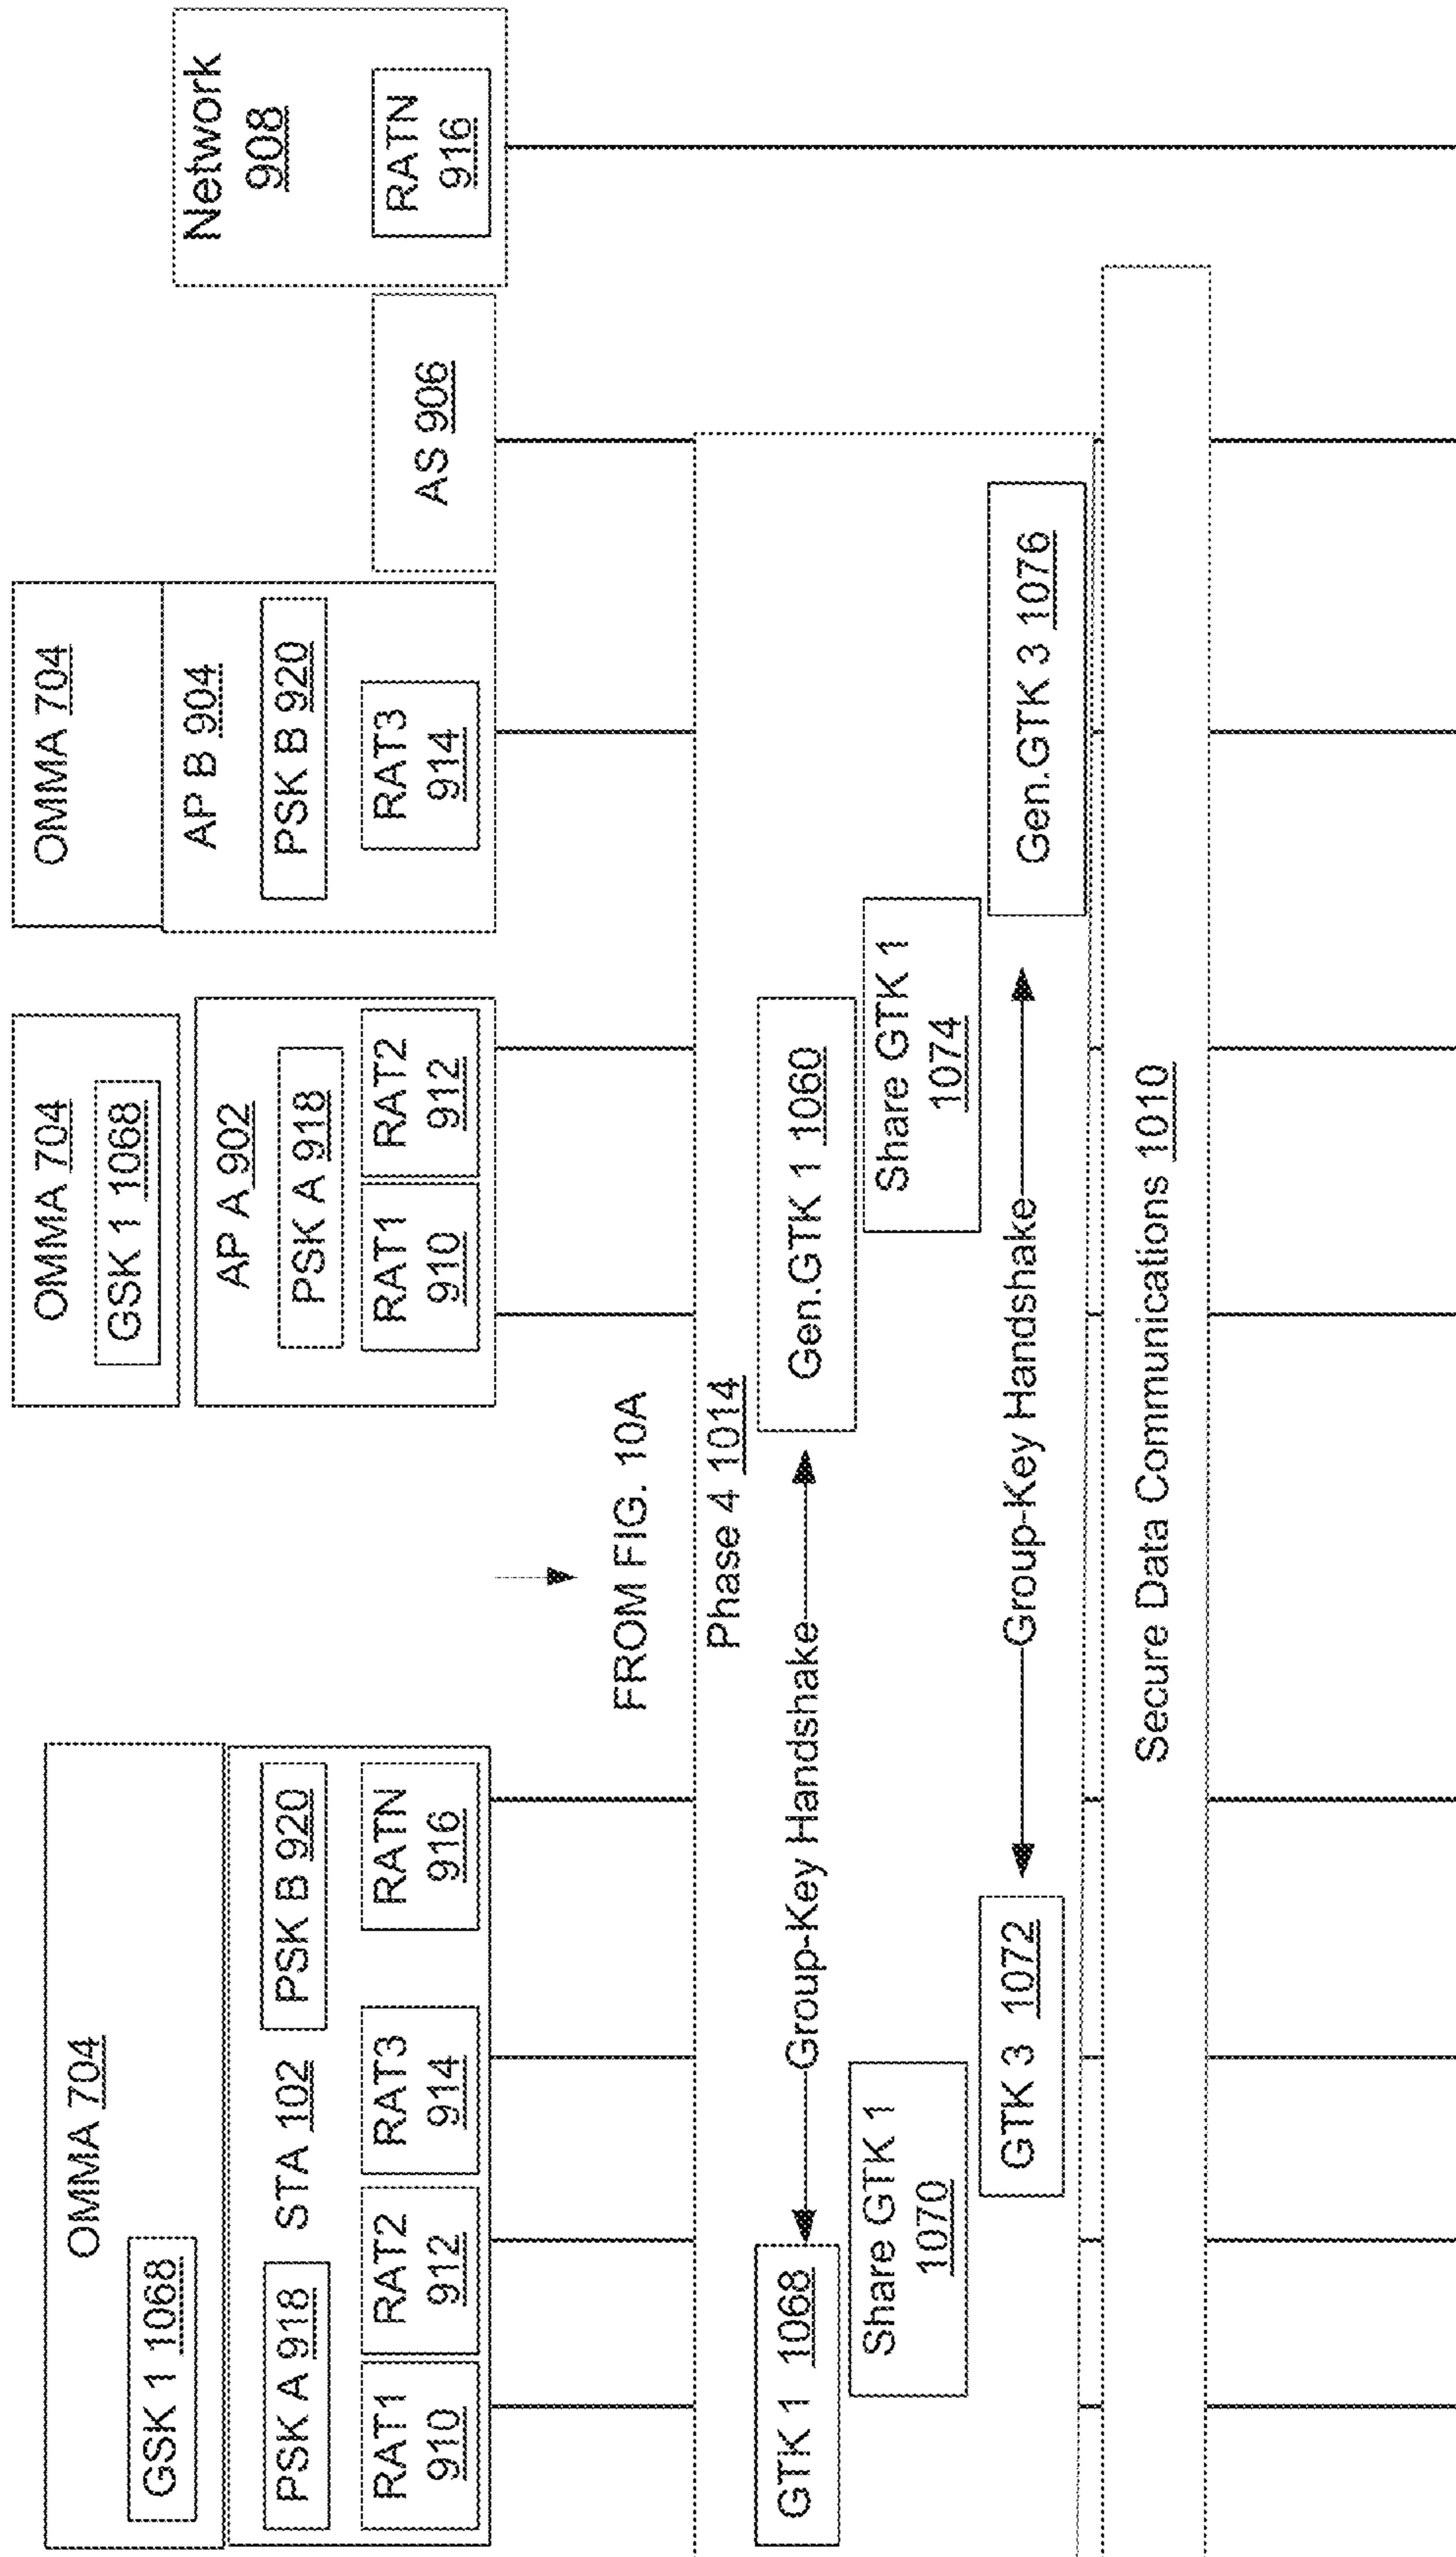 OMMA 704
GSK 1 1068
PSK A 918
STA 102
PSK B 920
RAT1
910
RAT2
912
RAT3
914
RATN
916
OMMA 704
GSK 1 1068
AP A 902
PSK A 918
RAT1
910
RAT2
912
OMMA 704
AP B 904
PSK B 920
RAT3
914
AS 906
Network
908
RATN
916
FROM FIG. 10A
Phase 4 1014
GTK 1 1068
Group-Key Handshake
Gen.GTK 1 1060
Share GTK 1
1070
Share GTK 1
1074
GTK 3 1072
Group-Key Handshake
Gen.GTK 3 1076
Secure Data Communications 1010